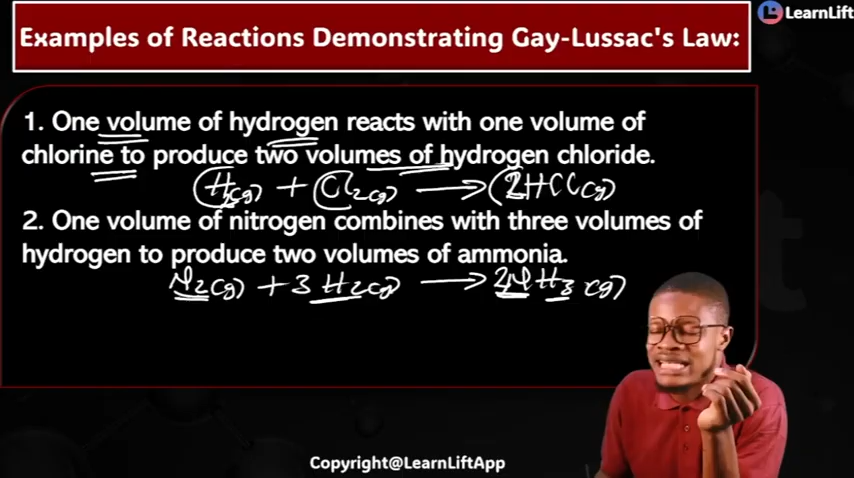 Examples of Reactions Demonstrating Gay-Lussac's Law:
LearnLift
1. One volume of hydrogen reacts with one volume of
chlorine to produce two volumes of hydrogen chloride.
H₂(g) + Cl₂(g) ⟶ 2HCl(g)
2. One volume of nitrogen combines with three volumes of
hydrogen to produce two volumes of ammonia.
N₂(g) + 3H₂(g) ⟶ 2NH₃(g)
Copyright@LearnLiftApp